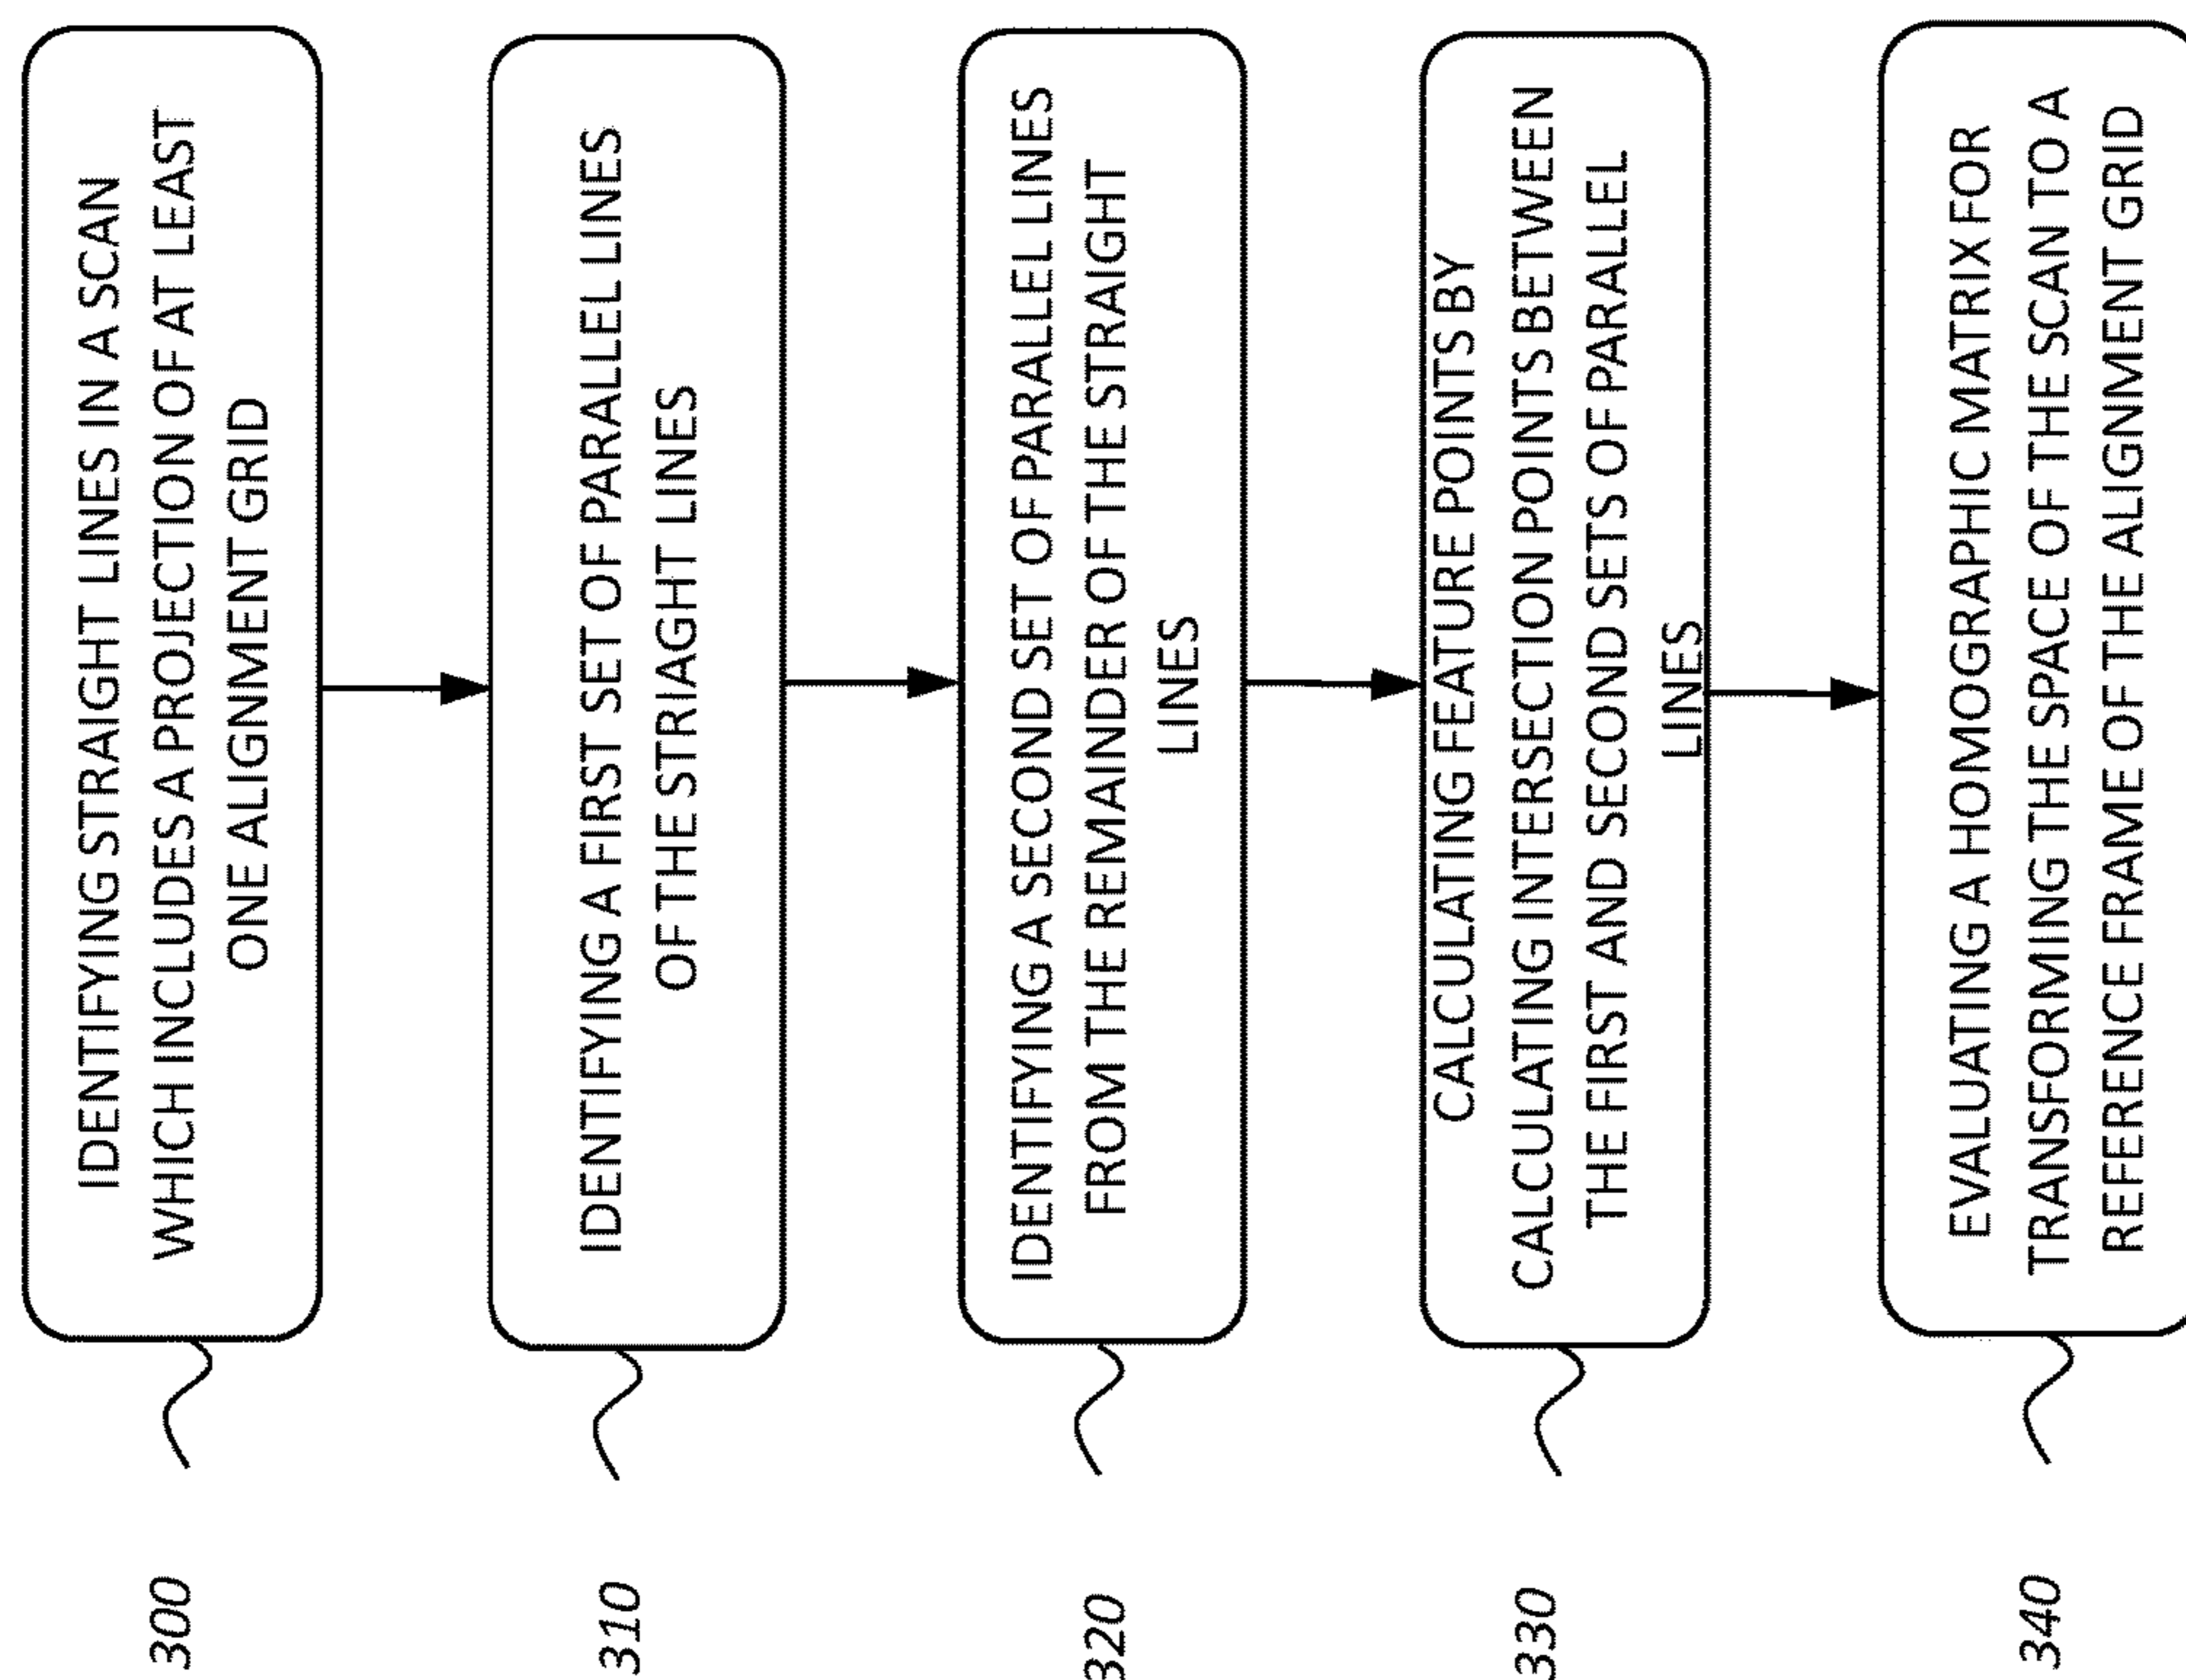 300
IDENTIFYING STRAIGHT LINES IN A SCAN
WHICH INCLUDES A PROJECTION OF AT LEAST
ONE ALIGNMENT GRID
310
IDENTIFYING A FIRST SET OF PARALLEL LINES
OF THE STRIAGHT LINES
320
IDENTIFYING A SECOND SET OF PARALLEL LINES
FROM THE REMAINDER OF THE STRAIGHT
LINES
330
CALCULATING FEATURE POINTS BY
CALCULATING INTERSECTION POINTS BETWEEN
THE FIRST AND SECOND SETS OF PARALLEL
LINES
340
EVALUATING A HOMOGRAPHIC MATRIX FOR
TRANSFORMING THE SPACE OF THE SCAN TO A
REFERENCE FRAME OF THE ALIGNMENT GRID